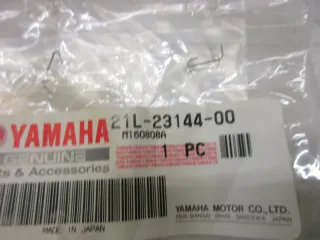 21L-23144-00
M160808A
YAMAHA
GENUINE
1 PC
ts & Accessories
YAMAHA MOTOR CO., LTD.
MADE IN JAPAN